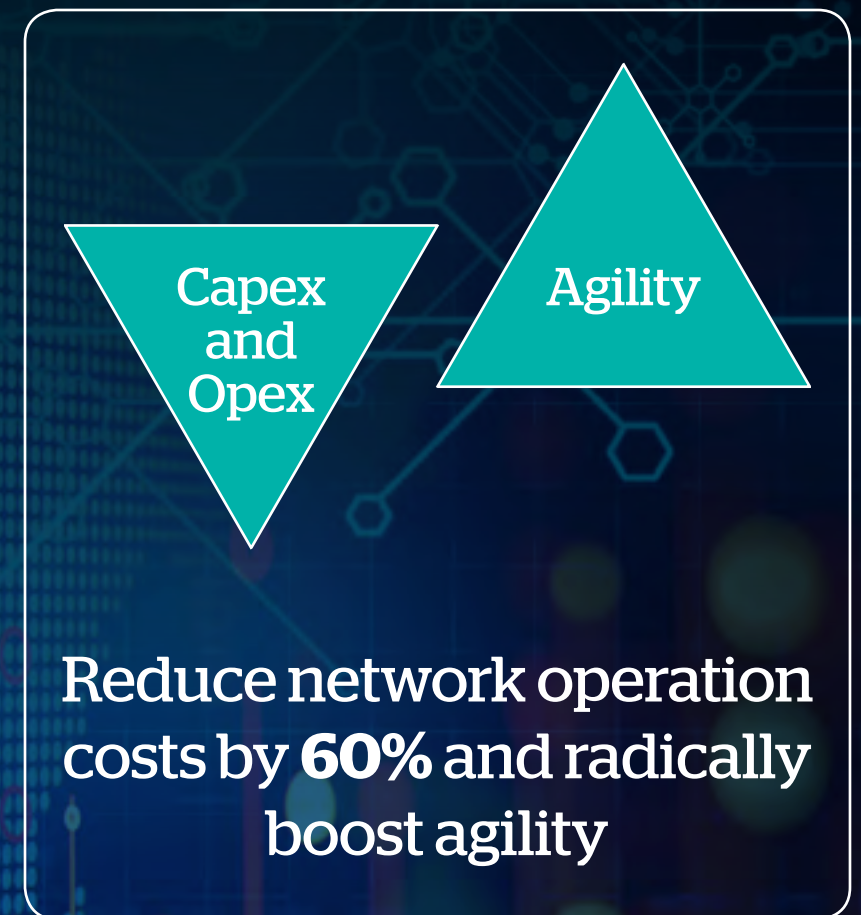 Capex
and
Opex
Agility
Reduce network operation
costs by 60% and radically
boost agility